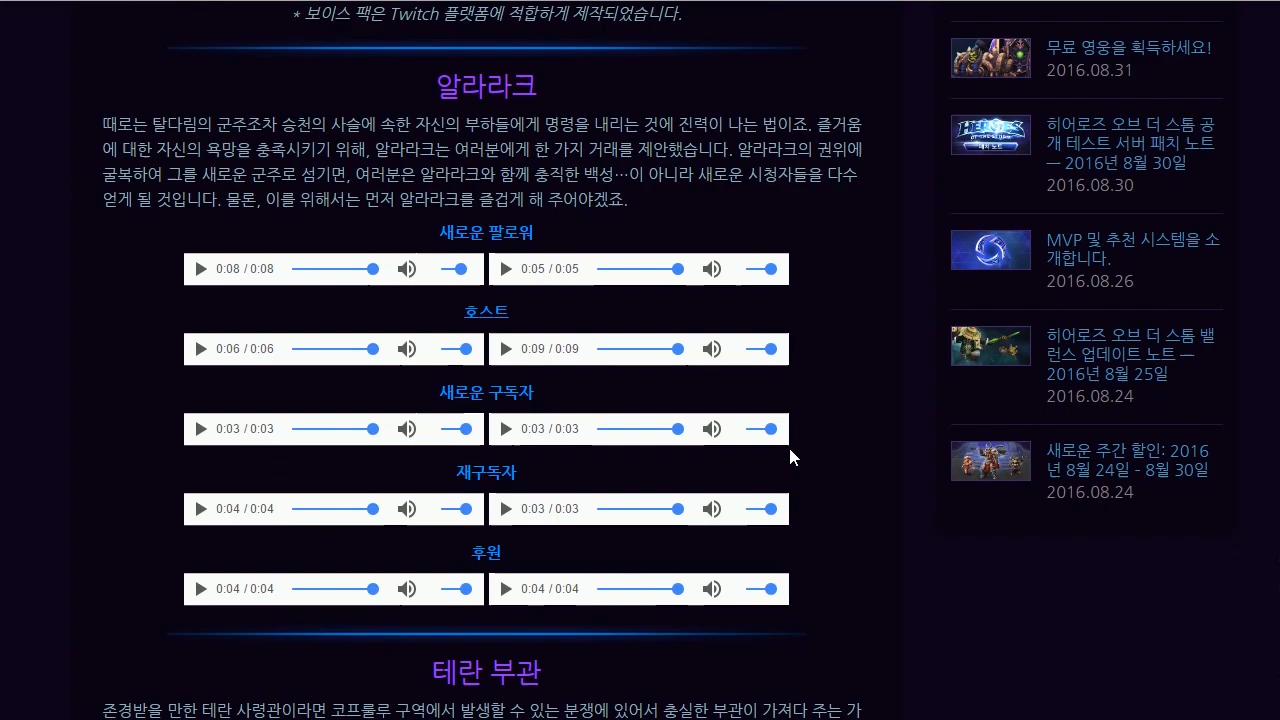 * 보이스 팩은 Twitch 플랫폼에 적합하게 제작되었습니다.
알라라크
때로는 탈다림의 군주조차 승천의 사슬에 속한 자신의 부하들에게 명령을 내리는 것에 진력이 나는 법이죠. 즐거움
에 대한 자신의 욕망을 충족시키기 위해, 알라라크는 여러분에게 한 가지 거래를 제안했습니다. 알라라크의 권위에
굴복하여 그를 새로운 군주로 섬기면, 여러분은 알라라크와 함께 충직한 백성…이 아니라 새로운 시청자들을 다수
얻게 될 것입니다. 물론, 이를 위해서는 먼저 알라라크를 즐겁게 해 주어야겠죠.
새로운 팔로워
0:08 / 0:08
0:05 / 0:05
호스트
0:06 / 0:06
0:09 / 0:09
새로운 구독자
0:03 / 0:03
0:03 / 0:03
재구독자
0:04 / 0:04
0:03 / 0:03
후원
0:04 / 0:04
0:04 / 0:04
테란 부관
존경받을 만한 테란 사령관이라면 코프룰루 구역에서 발생할 수 있는 분쟁에 있어서 충실한 부관이 가져다 주는 가
무료 영웅을 획득하세요!
2016.08.31
HEROES
OF THE STORM
패치 노트
히어로즈 오브 더 스톰 공
개 테스트 서버 패치 노트
— 2016년 8월 30일
2016.08.30
MVP 및 추천 시스템을 소
개합니다.
2016.08.26
히어로즈 오브 더 스톰 밸
런스 업데이트 노트 —
2016년 8월 25일
2016.08.24
새로운 주간 할인: 2016
년 8월 24일 - 8월 30일
2016.08.24